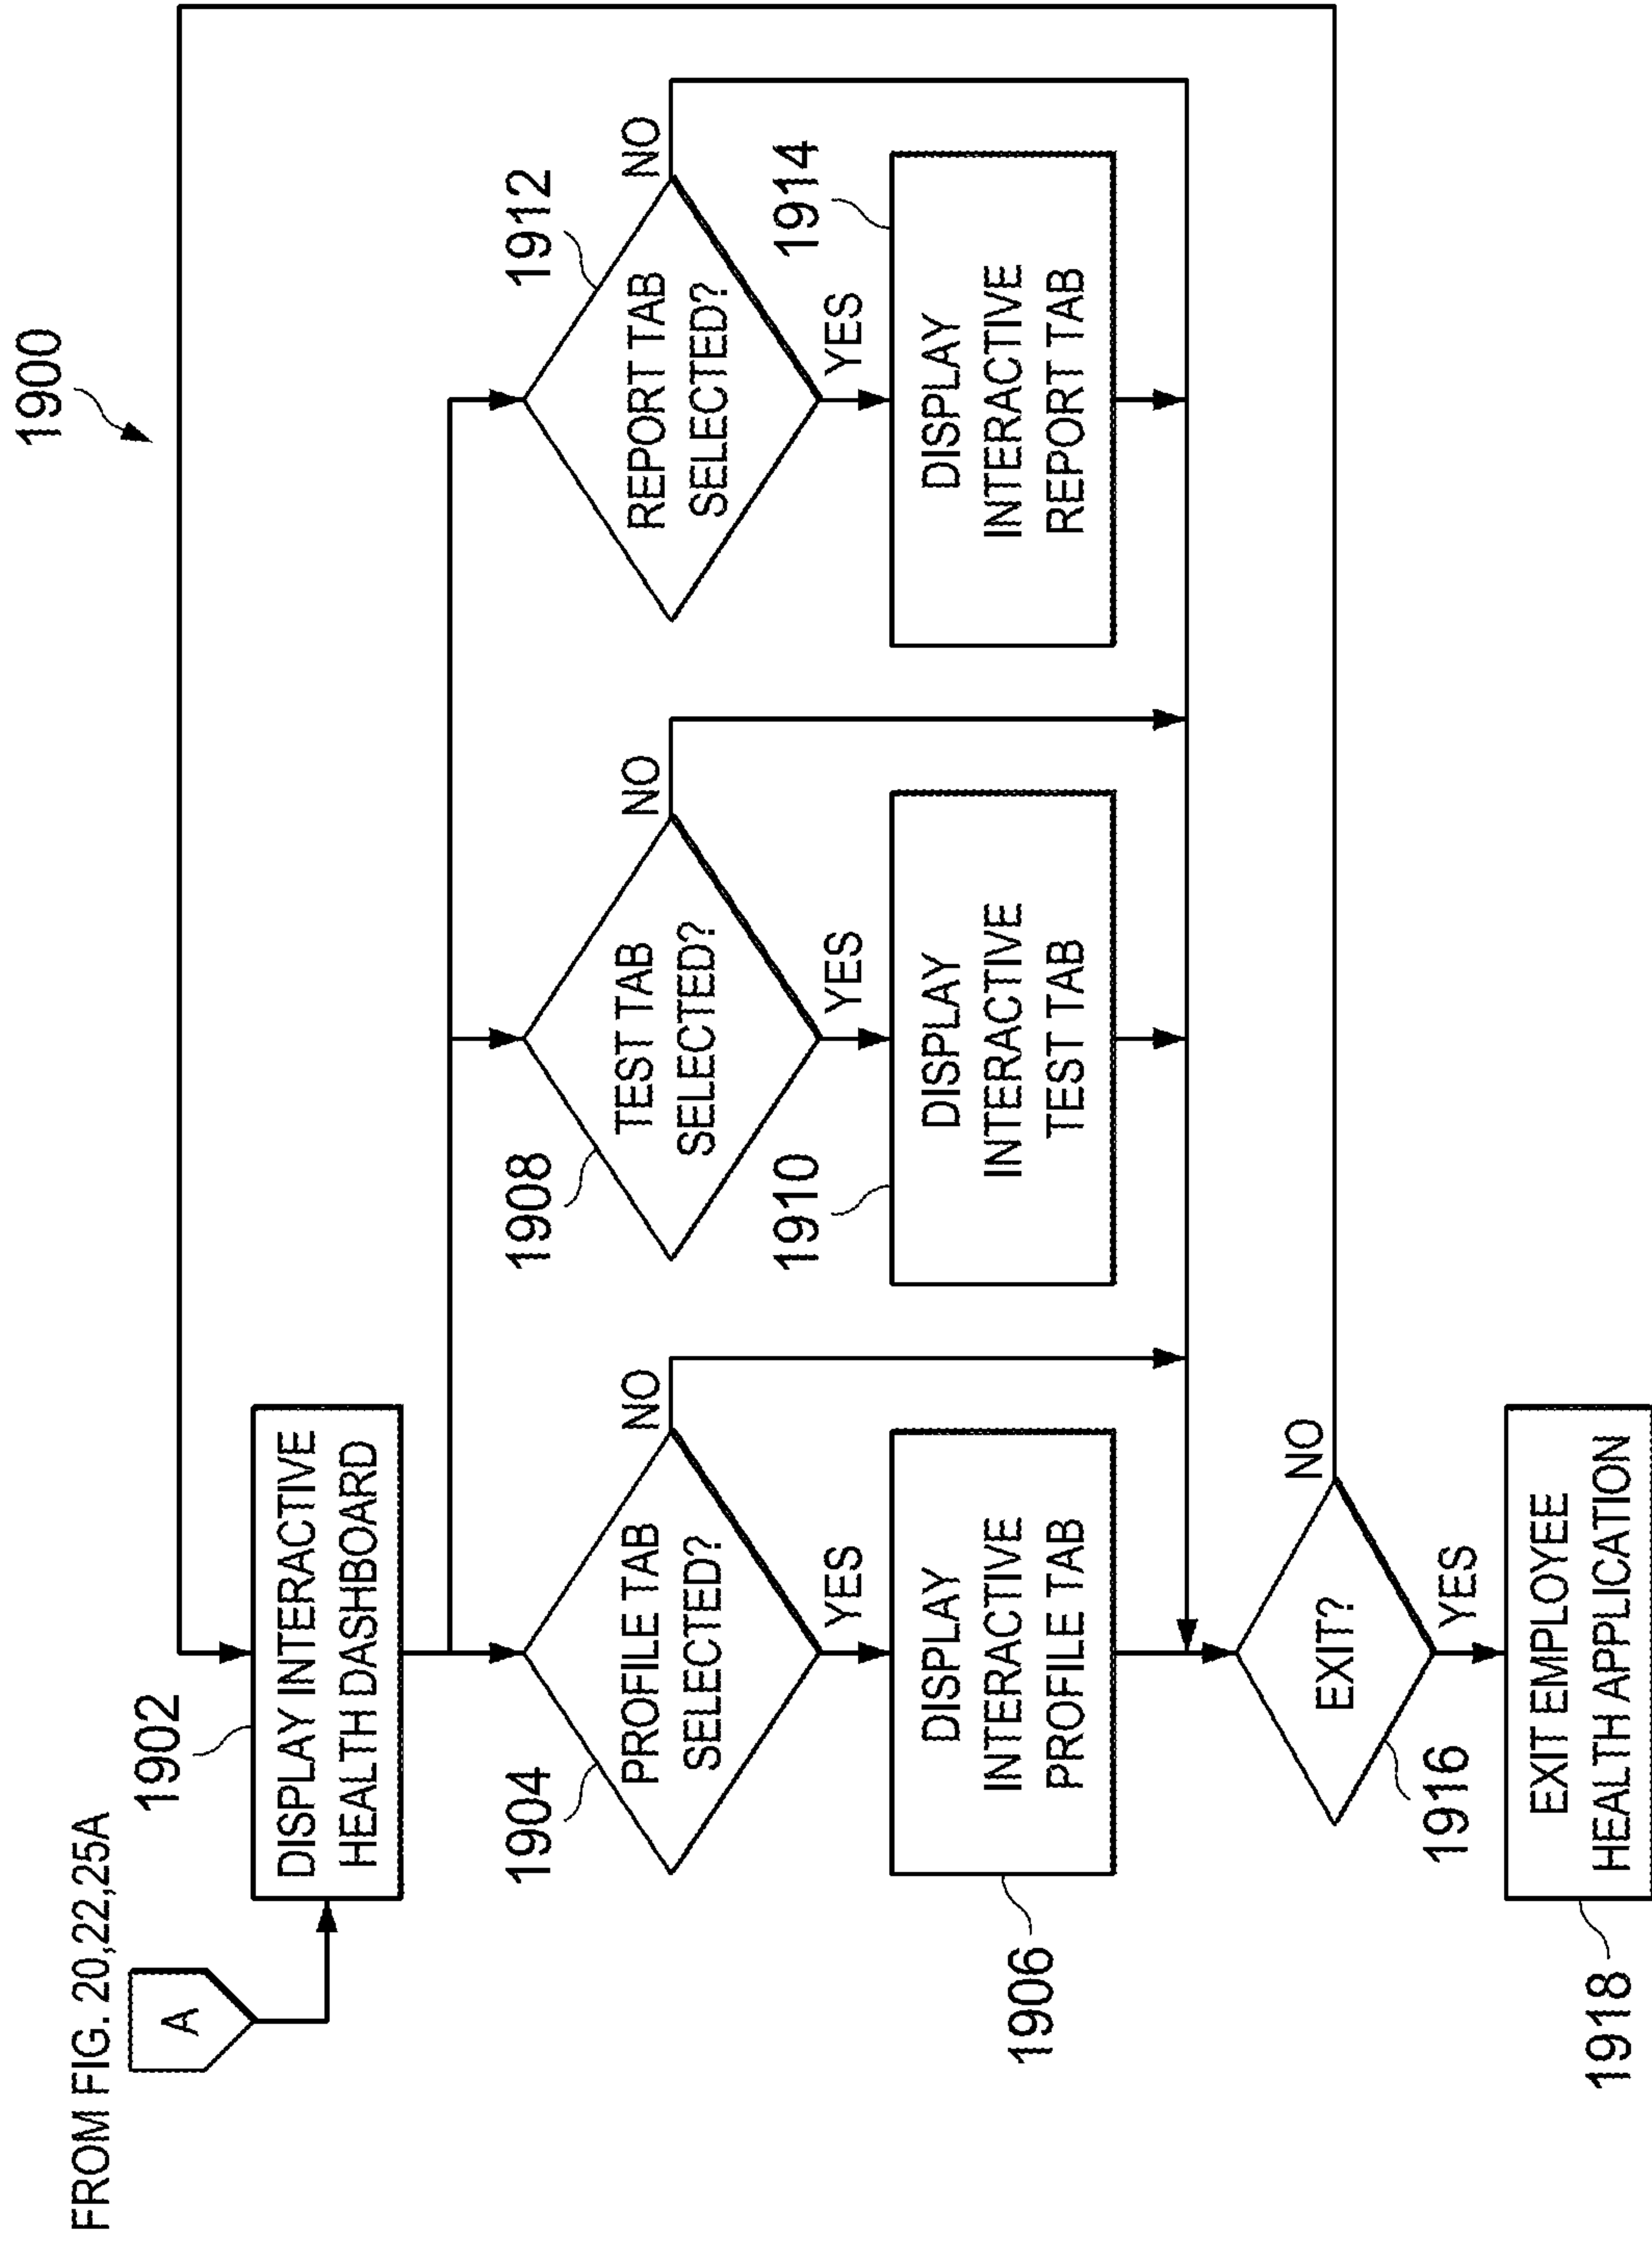 1900
FROM FIG. 20,22,25A
A
1902
DISPLAY INTERACTIVE
HEALTH DASHBOARD
1904
PROFILE TAB
SELECTED?
NO
YES
1908
TEST TAB
SELECTED?
NO
YES
1912
REPORT TAB
SELECTED?
NO
YES
1906
DISPLAY
INTERACTIVE
PROFILE TAB
1910
DISPLAY
INTERACTIVE
TEST TAB
1914
DISPLAY
INTERACTIVE
REPORT TAB
EXIT?
NO
1916
YES
1918
EXIT EMPLOYEE
HEALTH APPLICATION